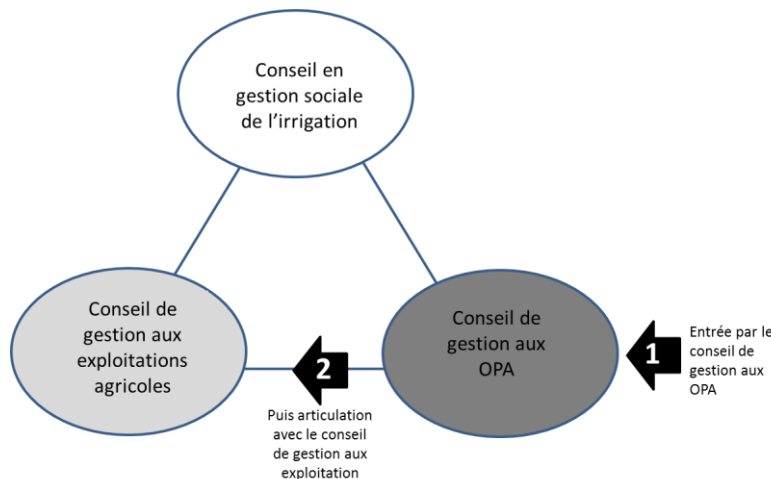 Conseil en
gestion sociale
de l'irrigation
Conseil de
gestion aux
exploitations
agricoles
Conseil de
gestion aux
OPA
1
Entrée par le
conseil de
gestion aux
OPA
2
Puis articulation
avec le conseil
de gestion aux
exploitation